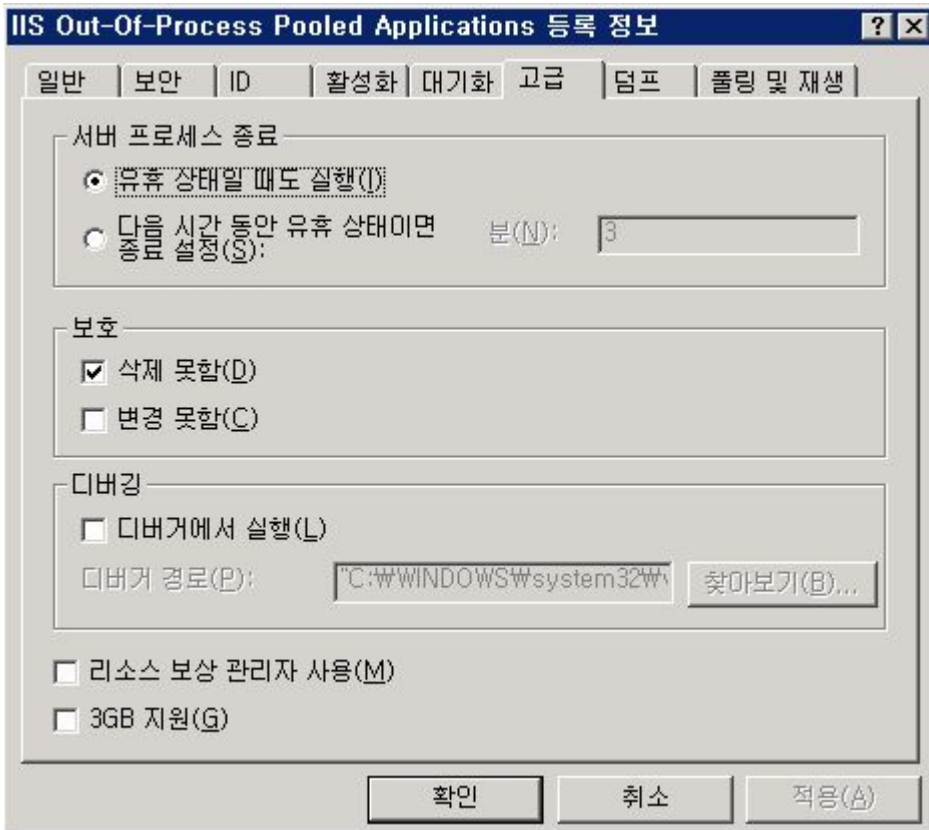 IIS Out-Of-Process Pooled Applications 등록 정보
일반 보안 ID 활성화 대기화 고급 덤프 풀링 및 재생
서버 프로세스 종료
유휴 상태일 때도 실행(I)
다음 시간 동안 유휴 상태이면 분(N): 3
종료 설정(S):
보호
삭제 못함(D)
변경 못함(C)
디버깅
디버거에서 실행(L)
디버거 경로(P): "C:₩WINDOWS₩system32₩ 찾아보기(B)...
리소스 보상 관리자 사용(M)
3GB 지원(G)
확인 취소 적용(A)